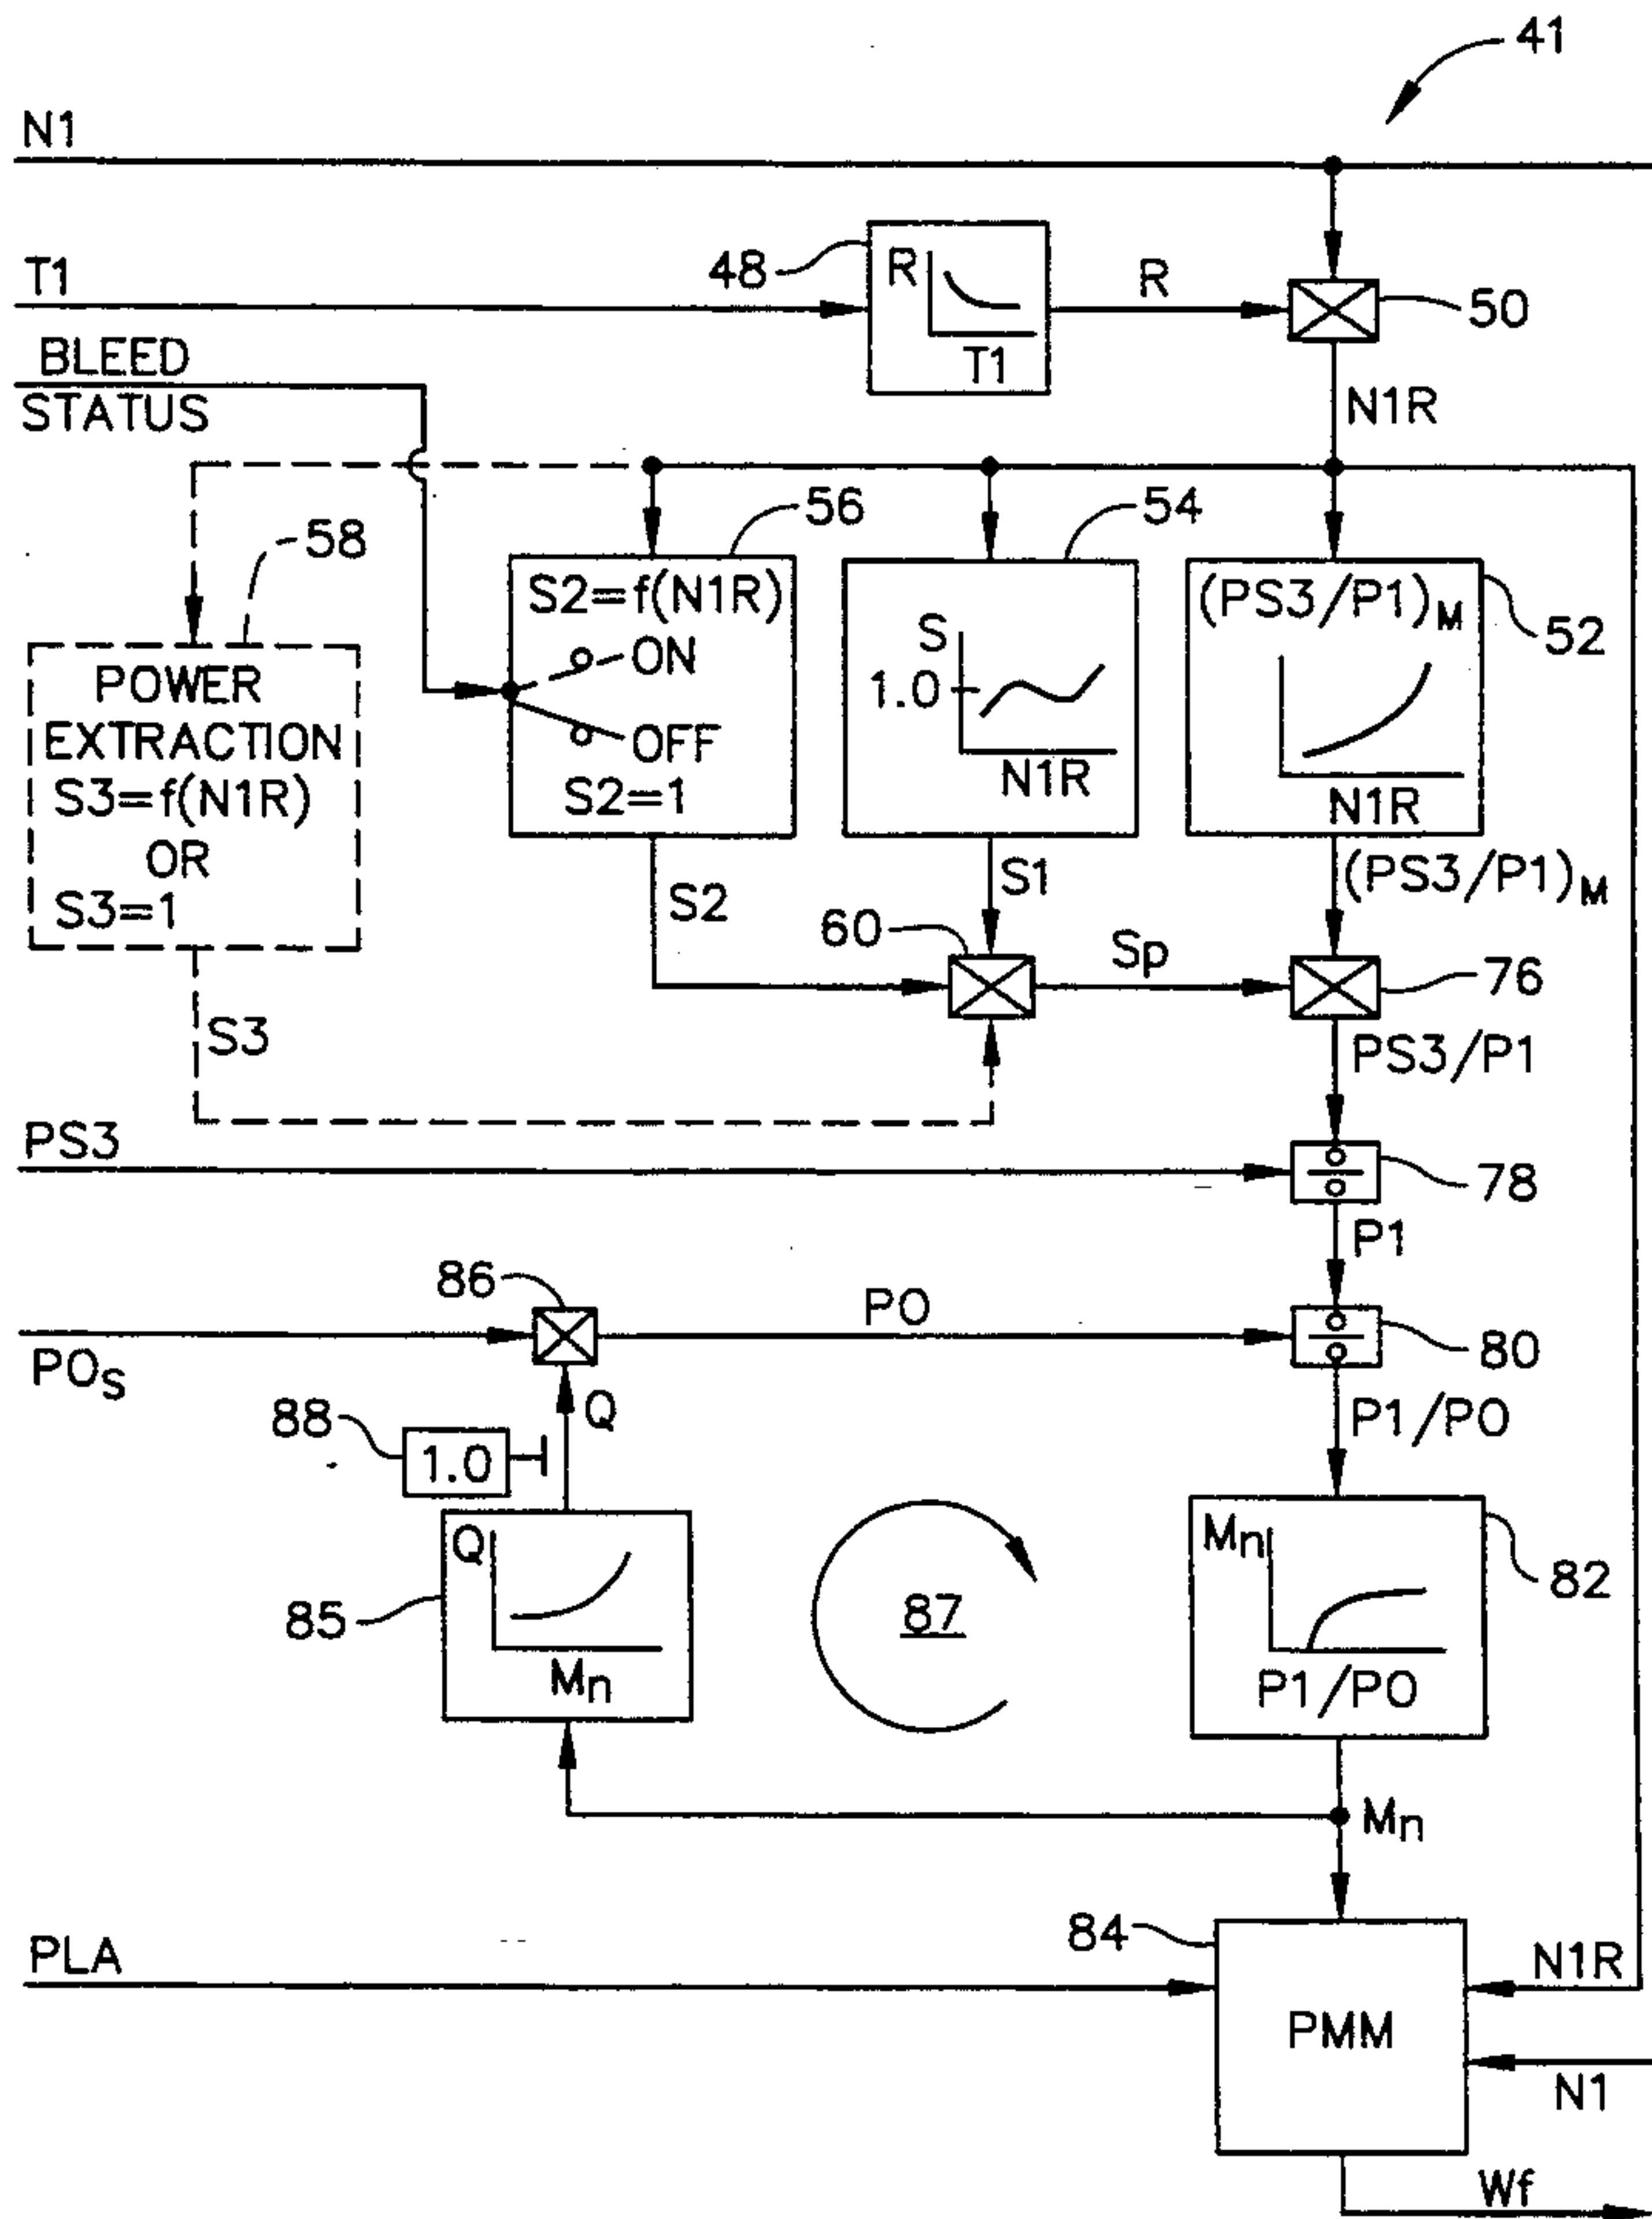 41
N1
T1
48
R
T1
R
50
BLEED
STATUS
N1R
58
56
54
52
POWER
EXTRACTION
S3=f(N1R)
OR
S3=1
S2=f(N1R)
ON
OFF
S2=1
S
1.0
N1R
(PS3/P1)M
N1R
S2
S1
(PS3/P1)M
60
Sp
76
S3
PS3/P1
PS3
78
P1
86
PO
80
POS
Q
P1/PO
88
1.0
Q
Mn
85
87
Mn
P1/PO
82
Mn
84
PLA
N1R
PMM
N1
Wf